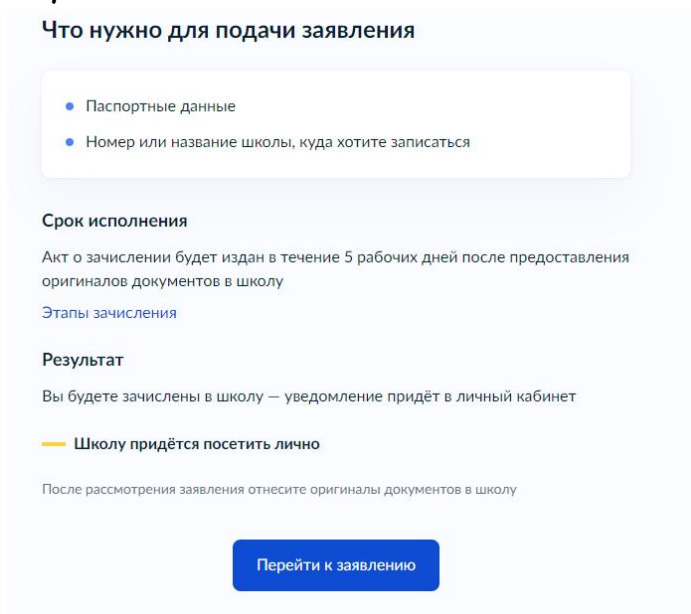 Что нужно для подачи заявления
Паспортные данные
Номер или название школы, куда хотите записаться
Срок исполнения
Акт о зачислении будет издан в течение 5 рабочих дней после предоставления
оригиналов документов в школу
Этапы зачисления
Результат
Вы будете зачислены в школу — уведомление придёт в личный кабинет
Школу придётся посетить лично
После рассмотрения заявления отнесите оригиналы документов в школу
Перейти к заявлению